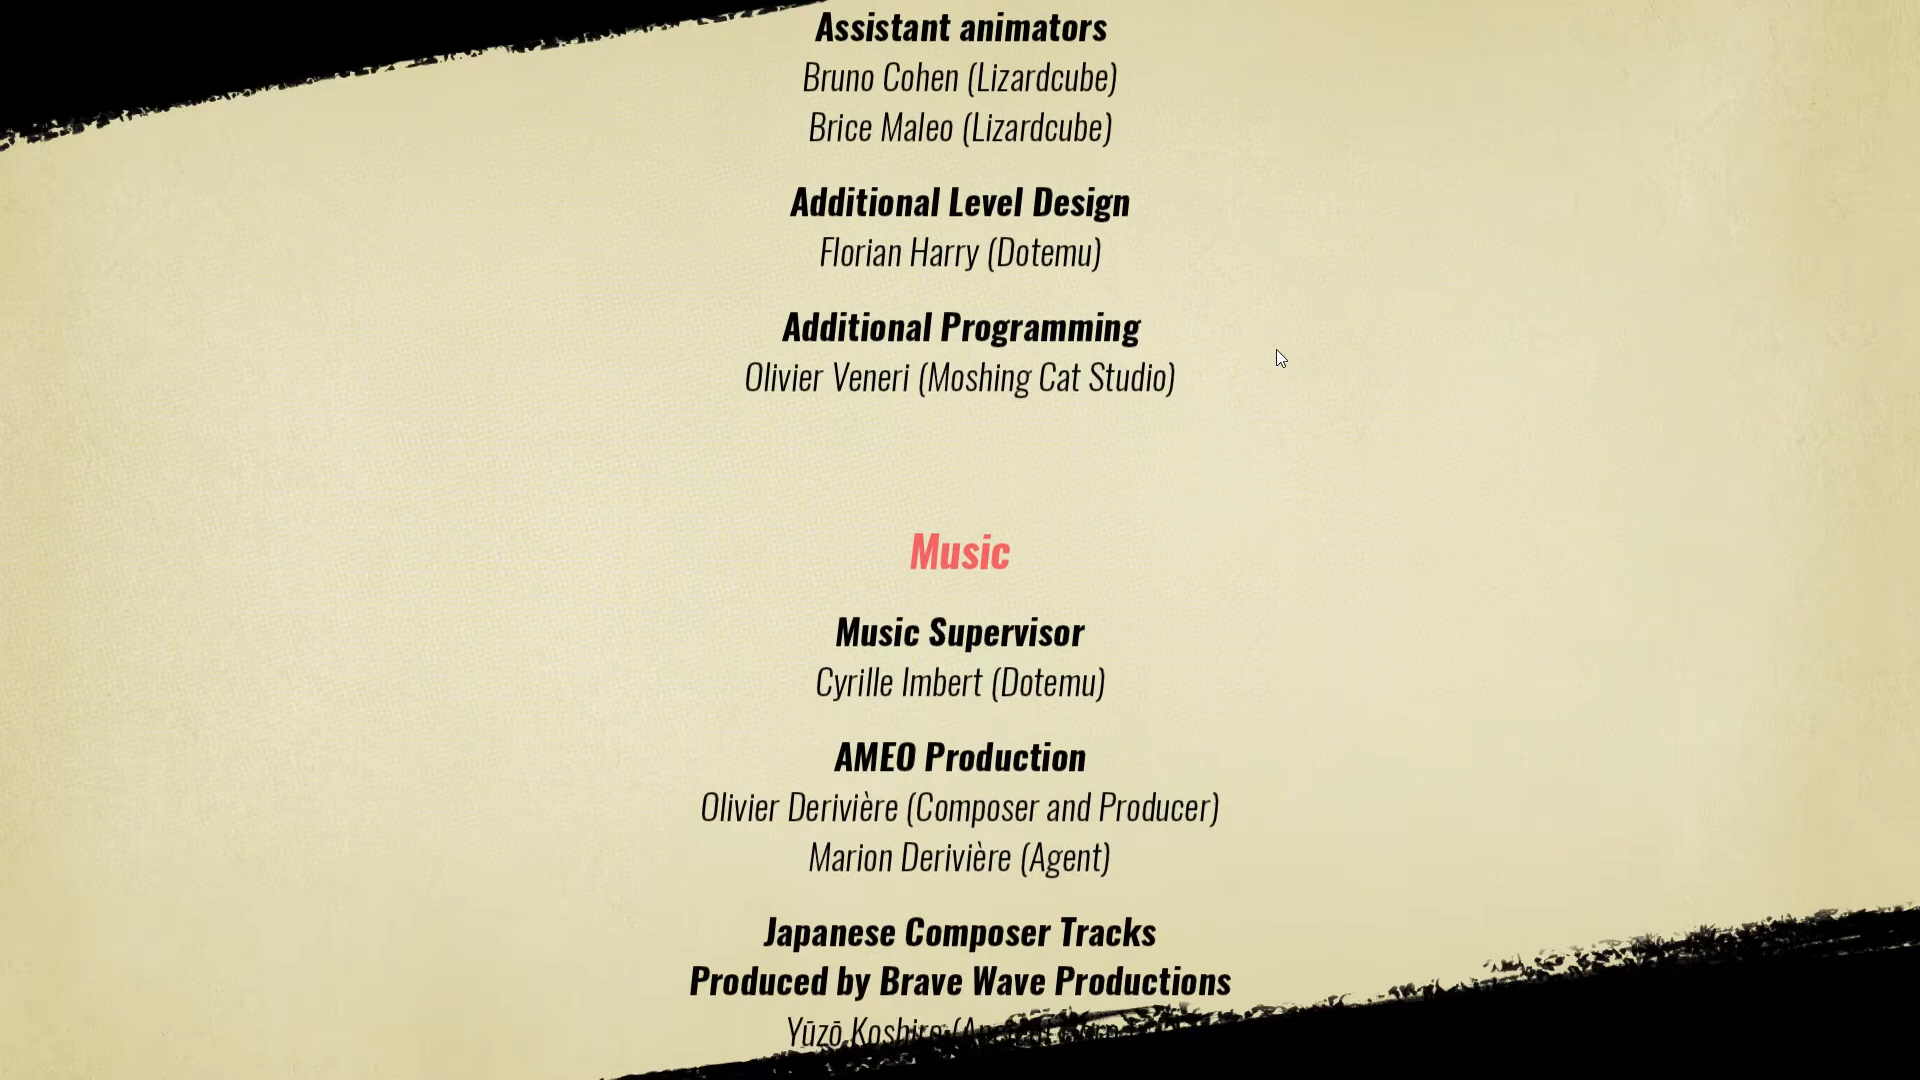 Assistant animators
Bruno Cohen (Lizardcube)
Brice Maleo (Lizardcube)
Additional Level Design
Florian Harry (Dotemu)
Additional Programming
Olivier Veneri (Moshing Cat Studio)
Music
Music Supervisor
Cyrille Imbert (Dotemu)
AMEO Production
Olivier Derivière (Composer and Producer)
Marion Derivière (Agent)
Japanese Composer Tracks
Produced by Brave Wave Productions
Yūzō Koshiro